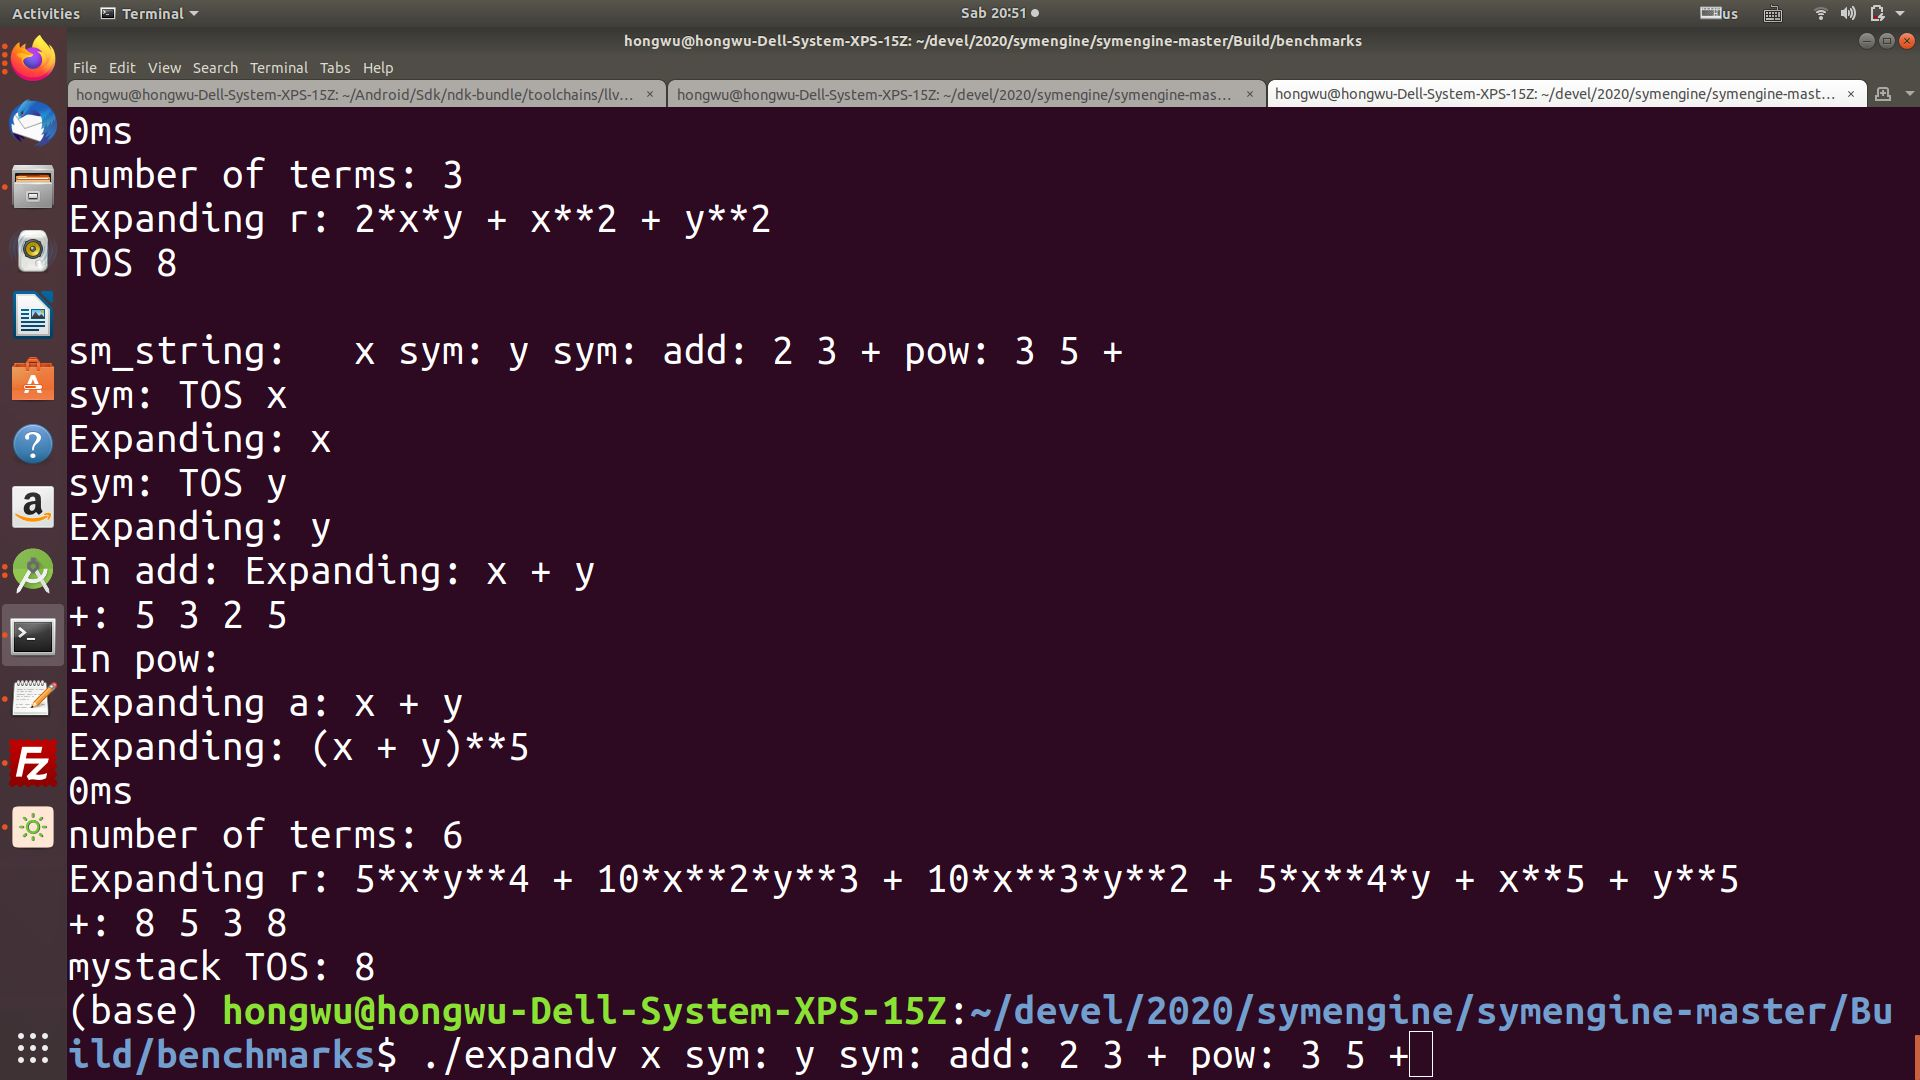 Activities
Terminal
Sab 20:51
us
hongwu@hongwu-Dell-System-XPS-15Z: ~/devel/2020/symengine/symengine-master/Build/benchmarks
File Edit View Search Terminal Tabs Help
hongwu@hongwu-Dell-System-XPS-15Z: ~/Android/Sdk/ndk-bundle/toolchains/llv...
hongwu@hongwu-Dell-System-XPS-15Z: ~/devel/2020/symengine/symengine-mas...
hongwu@hongwu-Dell-System-XPS-15Z: ~/devel/2020/symengine/symengine-mast...
0ms
number of terms: 3
Expanding r: 2*x*y + x**2 + y**2
TOS 8
sm_string:   x sym: y sym: add: 2 3 + pow: 3 5 +
sym: TOS x
Expanding: x
sym: TOS y
Expanding: y
In add: Expanding: x + y
+: 5 3 2 5
In pow:
Expanding a: x + y
Expanding: (x + y)**5
0ms
number of terms: 6
Expanding r: 5*x*y**4 + 10*x**2*y**3 + 10*x**3*y**2 + 5*x**4*y + x**5 + y**5
+: 8 5 3 8
mystack TOS: 8
(base) hongwu@hongwu-Dell-System-XPS-15Z:~/devel/2020/symengine/symengine-master/Bu
ild/benchmarks$ ./expandv x sym: y sym: add: 2 3 + pow: 3 5 +